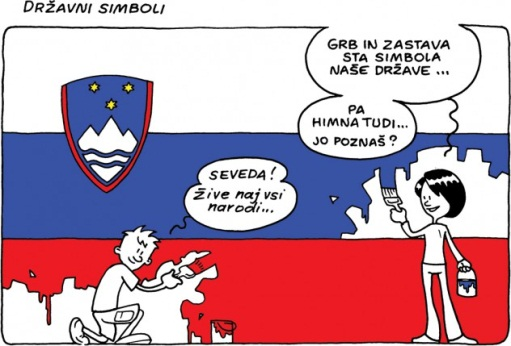 DRŽAVNI SIMBOLI
GRB IN ZASTAVA
STA SIMBOLA
NAŠE DRŽAVE ...
PA
HIMNA TUDI...
JO POZNAŠ?
SEVEDA!
Žive naj vsi
narodi...